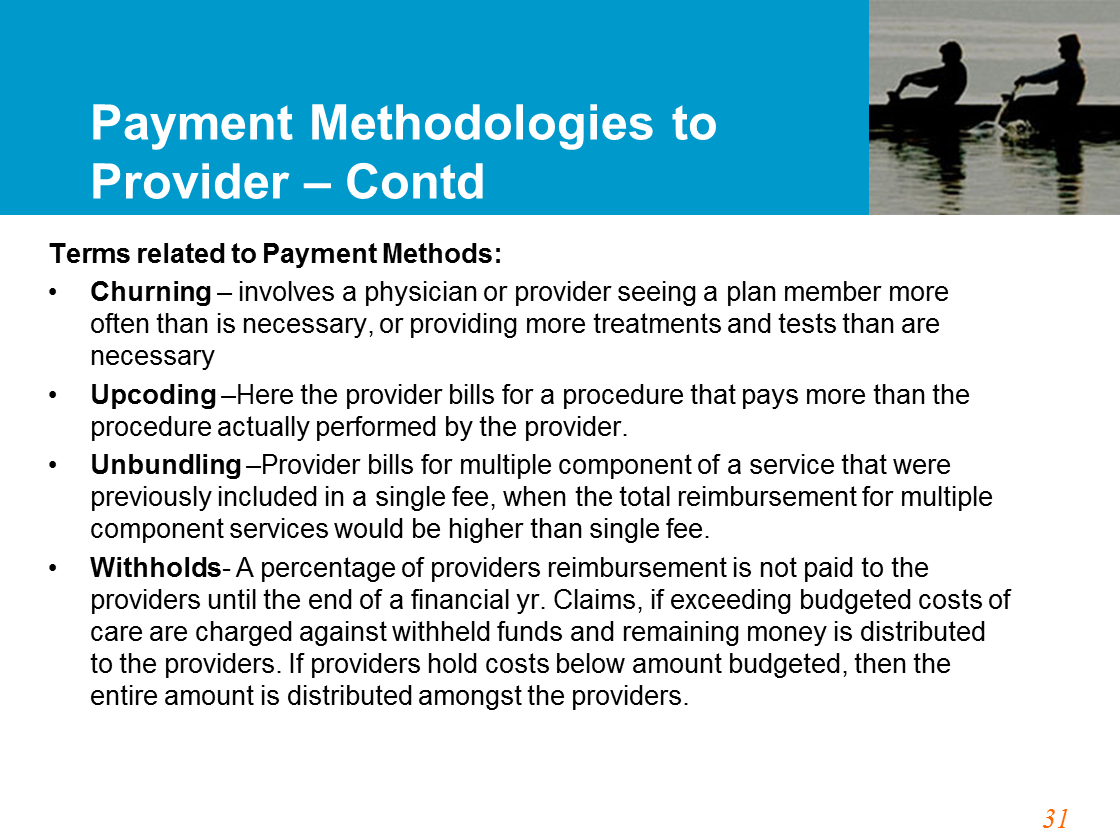 Payment Methodologies to
Provider – Contd
Terms related to Payment Methods:
• Churning – involves a physician or provider seeing a plan member more
often than is necessary, or providing more treatments and tests than are
necessary
• Upcoding –Here the provider bills for a procedure that pays more than the
procedure actually performed by the provider.
• Unbundling –Provider bills for multiple component of a service that were
previously included in a single fee, when the total reimbursement for multiple
component services would be higher than single fee.
• Withholds- A percentage of providers reimbursement is not paid to the
providers until the end of a financial yr. Claims, if exceeding budgeted costs of
care are charged against withheld funds and remaining money is distributed
to the providers. If providers hold costs below amount budgeted, then the
entire amount is distributed amongst the providers.
31